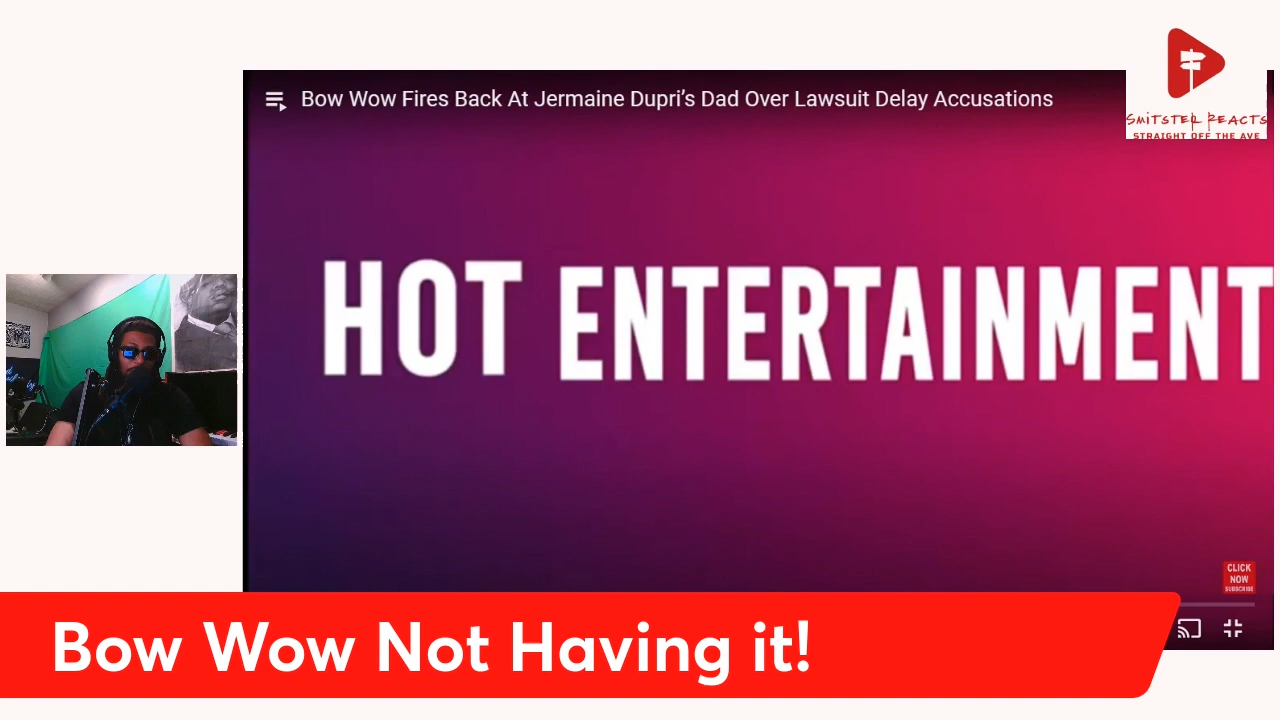 Bow Wow Fires Back At Jermaine Dupri’s Dad Over Lawsuit Delay Accusations
SMiTSTER REACTS
STRAIGHT OFF THE AVE
HOT ENTERTAINMENT
CLICK
NOW
SUBSCRIBE
Bow Wow Not Having it!